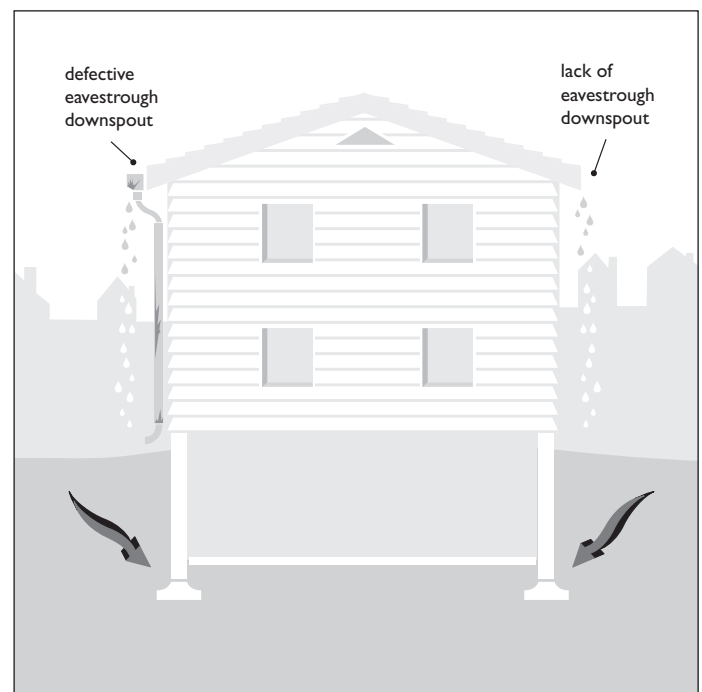 defective
eavestrough
downspout
lack of
eavestrough
downspout